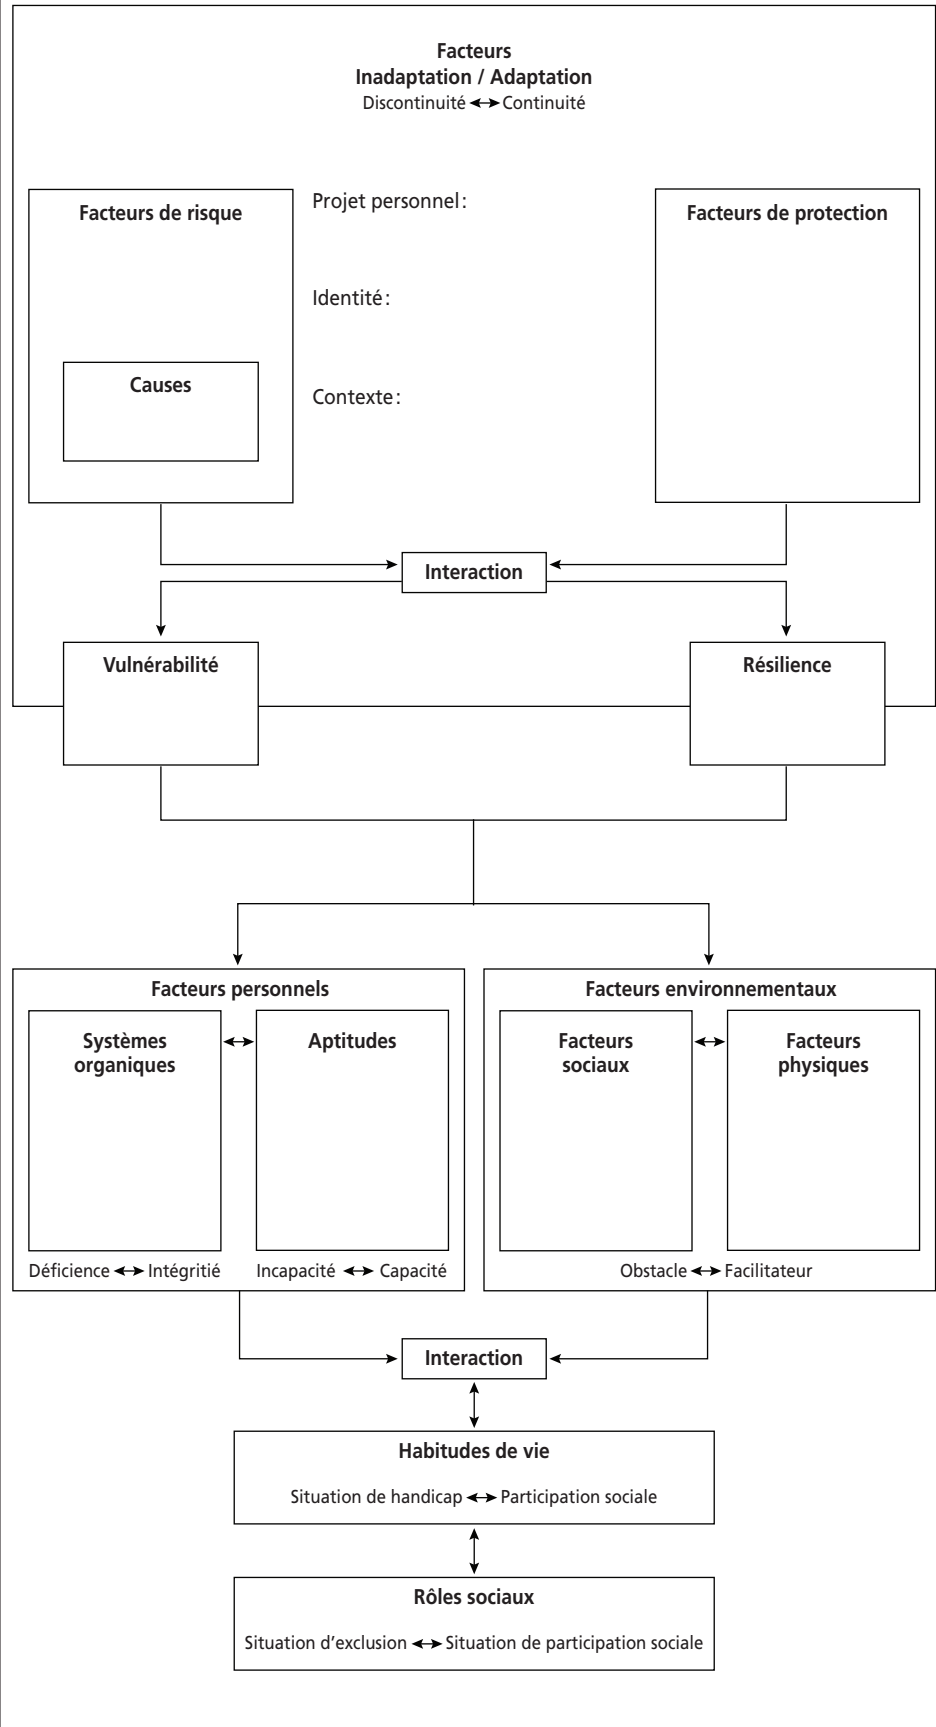 Facteurs
Inadaptation / Adaptation
Discontinuité ↔ Continuité
Facteurs de risque
Causes
Projet personnel :
Identité :
Contexte :
Facteurs de protection
Interaction
Vulnérabilité
Résilience
Facteurs personnels
Systèmes
organiques
Aptitudes
Déficience ↔ Intégritié
Incapacité ↔ Capacité
Facteurs environnementaux
Facteurs
sociaux
Facteurs
physiques
Obstacle ↔ Facilitateur
Interaction
Habitudes de vie
Situation de handicap ↔ Participation sociale
Rôles sociaux
Situation d'exclusion ↔ Situation de participation sociale